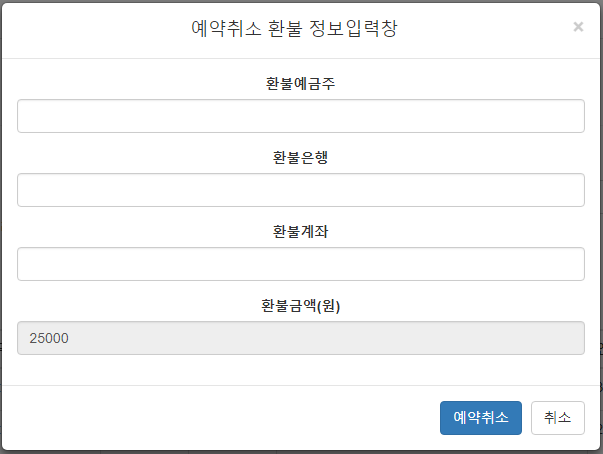 예약취소 환불 정보입력창 ×
환불예금주
환불은행
환불계좌
환불금액(원)
25000
예약취소 취소